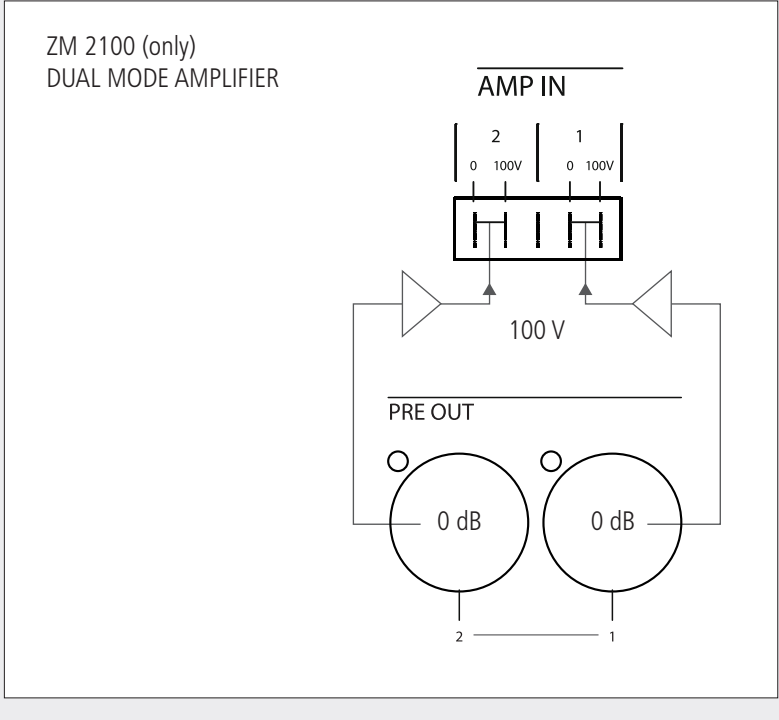 ZM 2100 (only)
DUAL MODE AMPLIFIER
AMP IN
2 1
0 100V 0 100V
100 V
PRE OUT
0 dB 0 dB
2 1